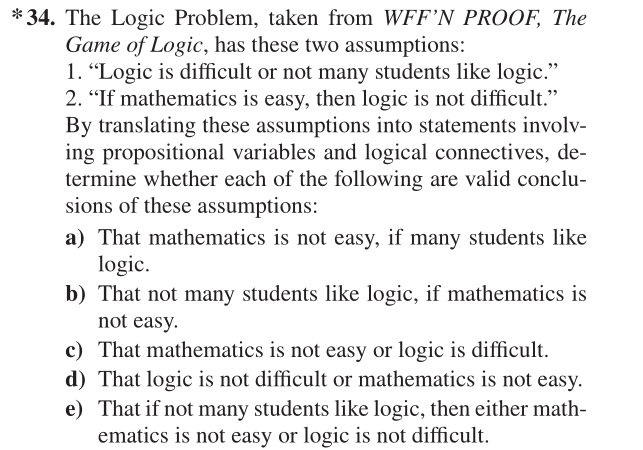 *34. The Logic Problem, taken from WFF’N PROOF, The
Game of Logic, has these two assumptions:
1. “Logic is difficult or not many students like logic.”
2. “If mathematics is easy, then logic is not difficult.”
By translating these assumptions into statements involv-
ing propositional variables and logical connectives, de-
termine whether each of the following are valid conclu-
sions of these assumptions:
a) That mathematics is not easy, if many students like
logic.
b) That not many students like logic, if mathematics is
not easy.
c) That mathematics is not easy or logic is difficult.
d) That logic is not difficult or mathematics is not easy.
e) That if not many students like logic, then either math-
ematics is not easy or logic is not difficult.